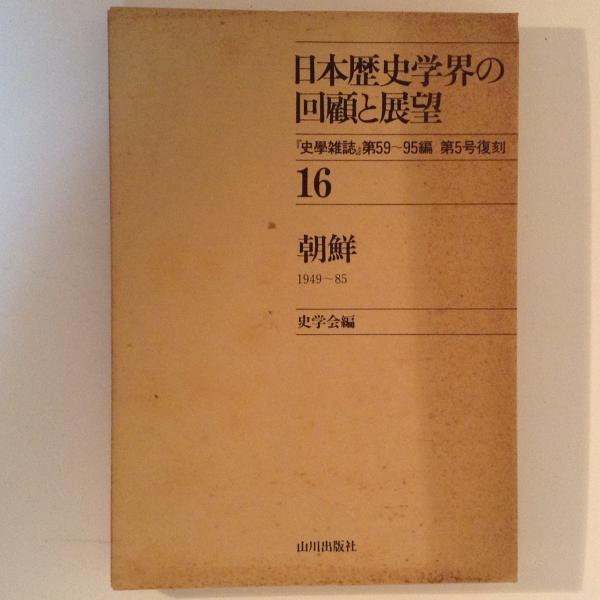 日本歴史学界の
回顧と展望
『史學雑誌』第59〜95編 第5号復刻
16
朝鮮
1949〜85
史学会編
山川出版社